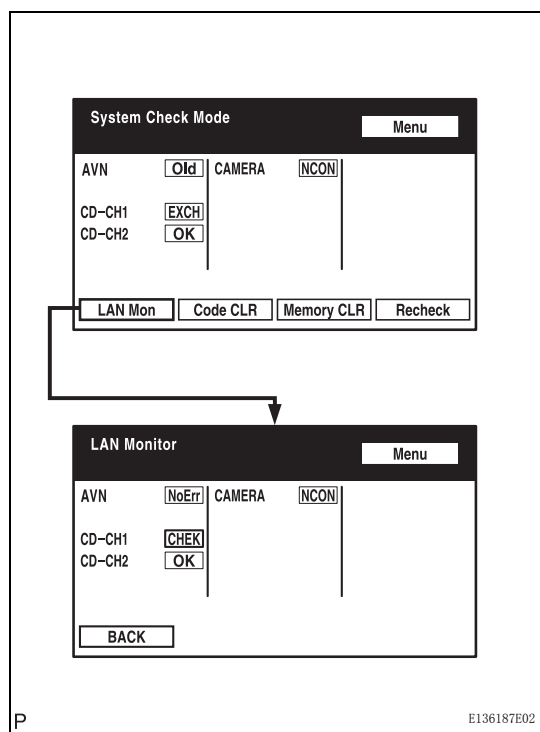 System Check Mode
Menu
AVN Old CAMERA NCON
CD-CH1 EXCH
CD-CH2 OK
LAN Mon Code CLR Memory CLR Recheck
LAN Monitor
Menu
AVN NoErr CAMERA NCON
CD-CH1 CHEK
CD-CH2 OK
BACK
P E136187E02